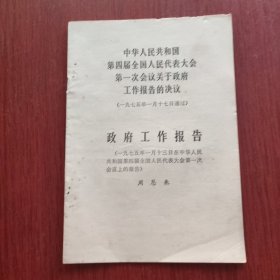 中华人民共和国
第四届全国人民代表大会
第一次会议关于政府
工作报告的决议
(一九七五年一月十七日通过)
政府工作报告
(一九七五年一月十三日在中华人民
共和国第四届全国人民代表大会第一次
会议上的报告)
周恩来